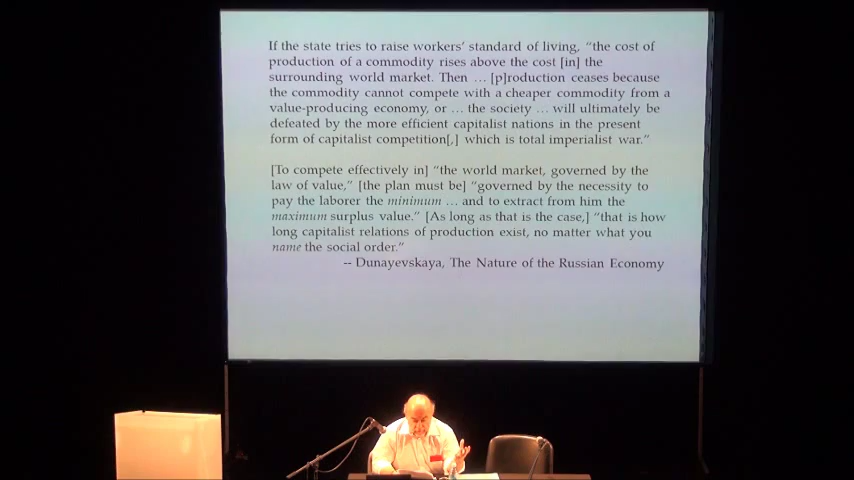 If the state tries to raise workers' standard of living, "the cost of
production of a commodity rises above the cost [in] the
surrounding world market. Then … [p]roduction ceases because
the commodity cannot compete with a cheaper commodity from a
value-producing economy, or … the society … will ultimately be
defeated by the more efficient capitalist nations in the present
form of capitalist competition[,] which is total imperialist war."
[To compete effectively in] "the world market, governed by the
law of value," [the plan must be] "governed by the necessity to
pay the laborer the minimum … and to extract from him the
maximum surplus value." [As long as that is the case,] "that is how
long capitalist relations of production exist, no matter what you
name the social order."
-- Dunayevskaya, The Nature of the Russian Economy